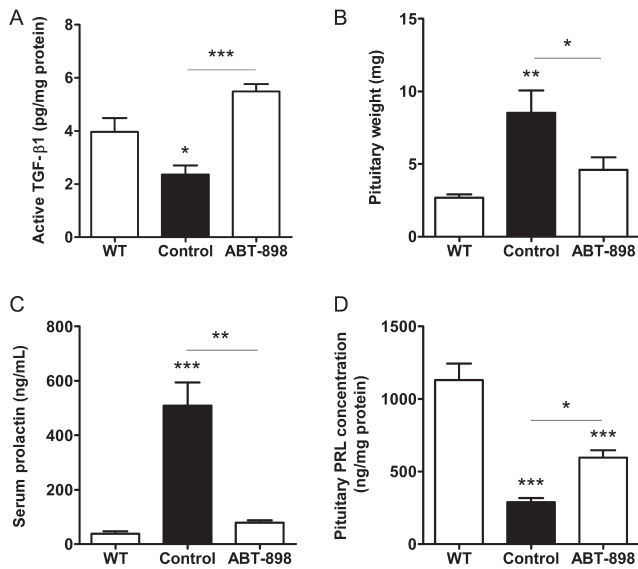 A
Active TGF-β1 (pg/mg protein)
8
6
4
2
0
***
*
WT Control ABT-898
B
Pituitary weight (mg)
15
10
5
0
*
**
WT Control ABT-898
C
Serum prolactin (ng/mL)
800
600
400
200
0
**
***
WT Control ABT-898
D
Pituitary PRL concentration
(ng/mg protein)
1500
1000
500
0
*
***
***
WT Control ABT-898